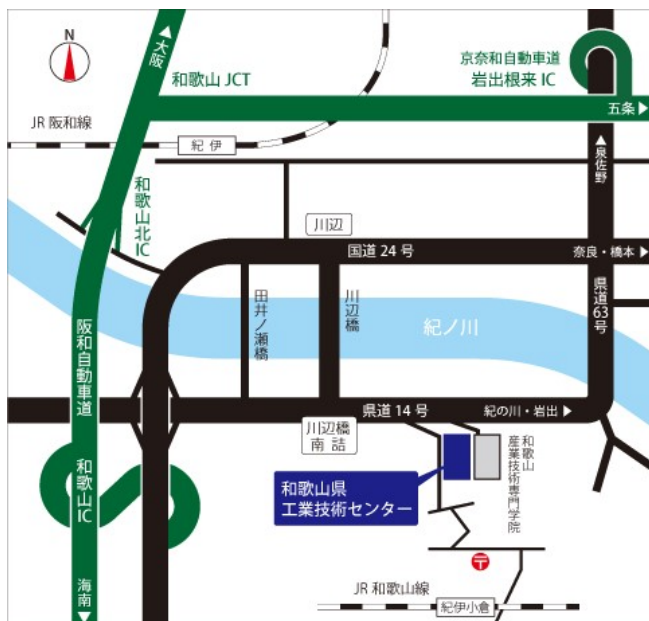 N
▲大阪
和歌山 JCT
京奈和自動車道
岩出根来 IC
五条▶
JR 阪和線
紀 伊
▲泉佐野
和歌山北IC
川辺
国道 24 号
奈良・橋本▶
県道63号
田井ノ瀬橋
川辺橋
紀ノ川
阪和自動車道
県道 14 号
紀の川・岩出▶
川辺橋
南 詰
和歌山
産業技術専門学院
和歌山IC
和歌山県
工業技術センター
〒
海南▼
JR 和歌山線
紀伊小倉